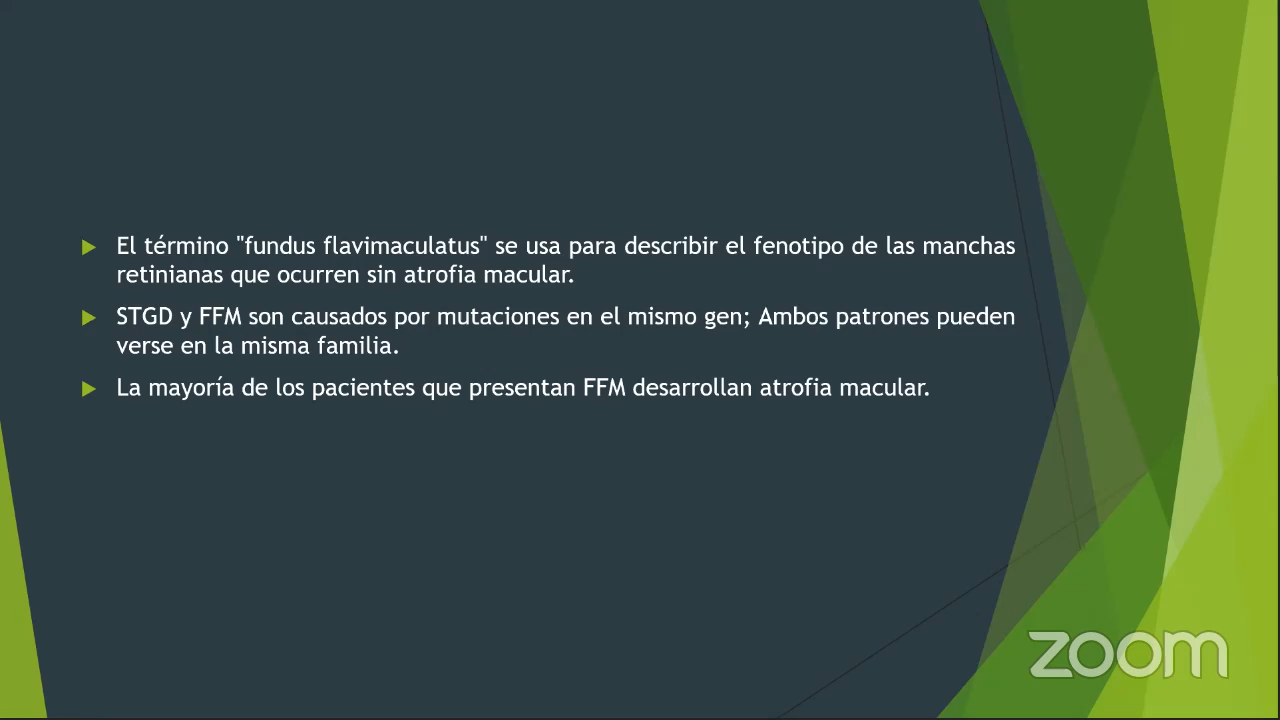 El término "fundus flavimaculatus" se usa para describir el fenotipo de las manchas
retinianas que ocurren sin atrofia macular.
STGD y FFM son causados por mutaciones en el mismo gen; Ambos patrones pueden
verse en la misma familia.
La mayoría de los pacientes que presentan FFM desarrollan atrofia macular.
zoom